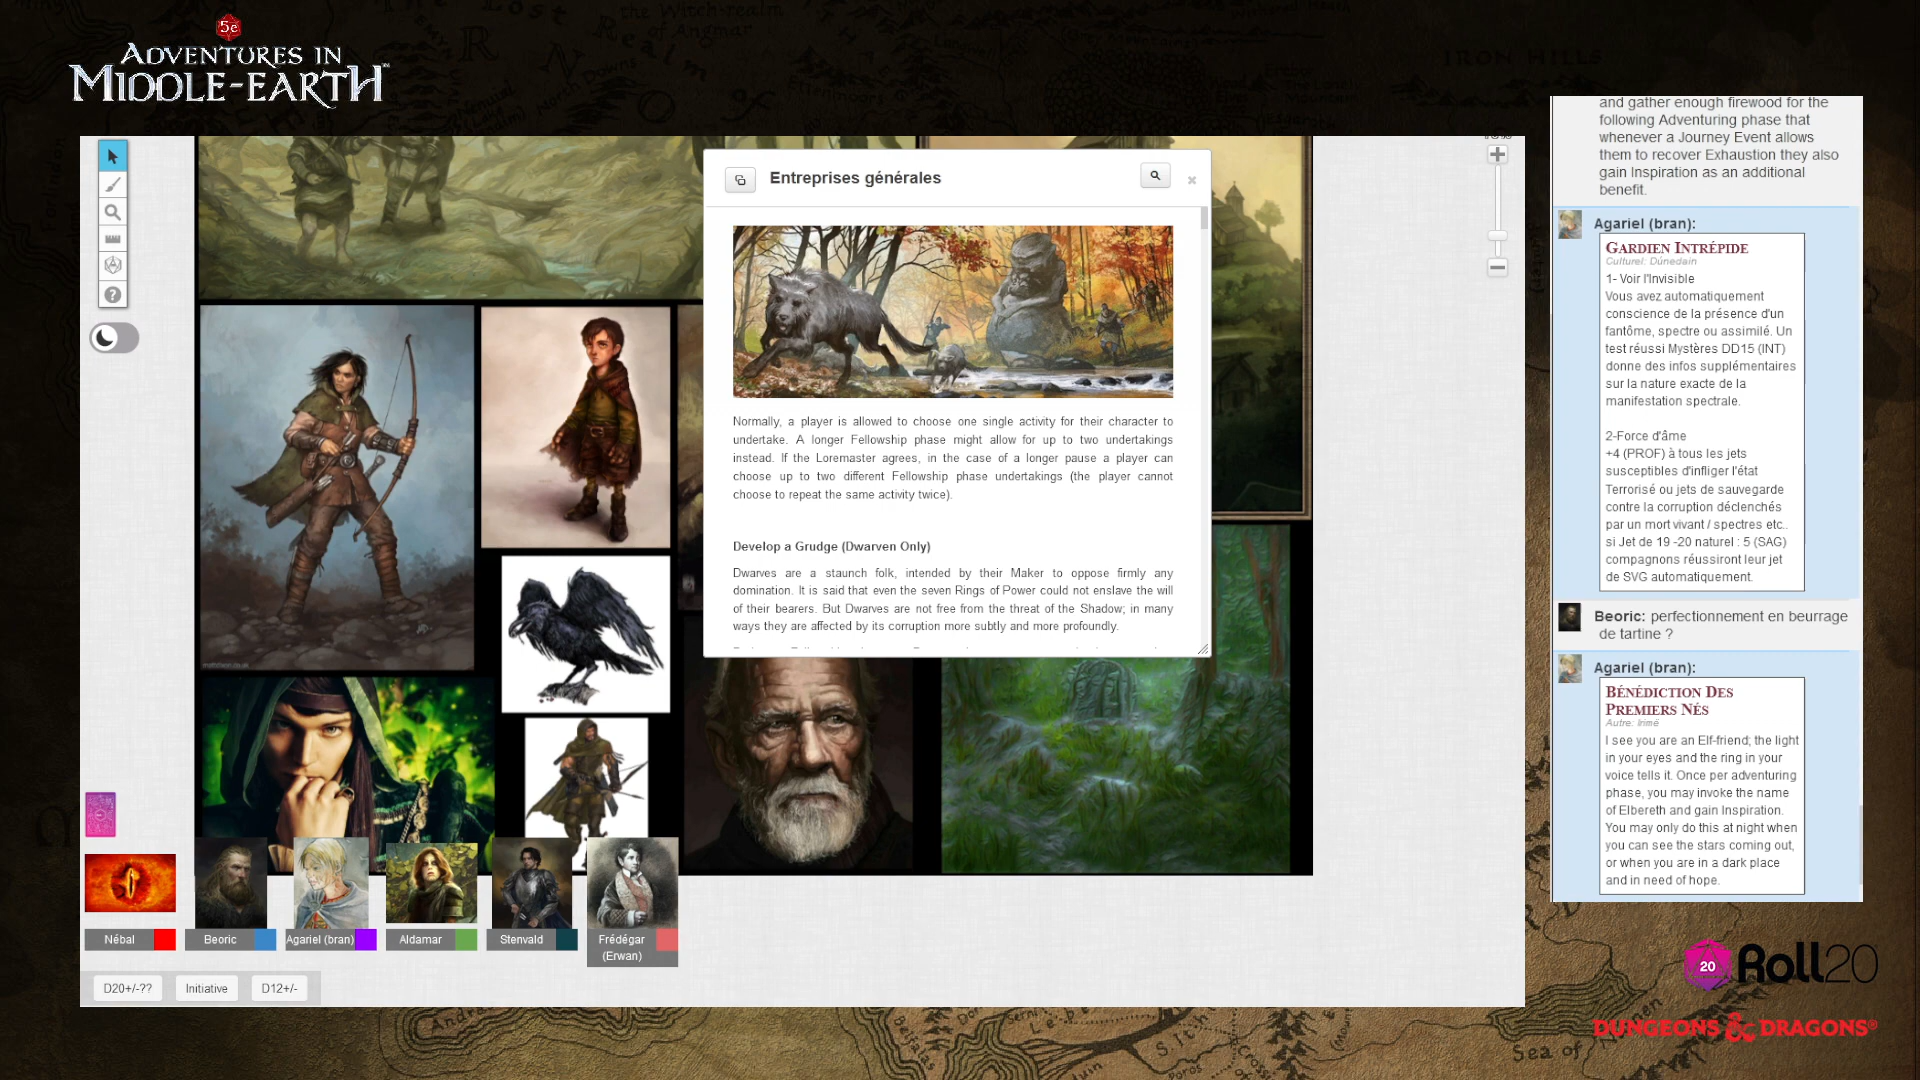 5e
ADVENTURES IN
MIDDLE-EARTH
the Witch-realm
of Angmar
IRON HILLS
Entreprises générales
Normally, a player is allowed to choose one single activity for their character to
undertake. A longer Fellowship phase might allow for up to two undertakings
instead. If the Loremaster agrees, in the case of a longer pause a player can
choose up to two different Fellowship phase undertakings (the player cannot
choose to repeat the same activity twice).
Develop a Grudge (Dwarven Only)
Dwarves are a staunch folk, intended by their Maker to oppose firmly any
domination. It is said that even the seven Rings of Power could not enslave the will
of their bearers. But Dwarves are not free from the threat of the Shadow; in many
ways they are affected by its corruption more subtly and more profoundly.
Nébal
Beoric
Agariel (bran)
Aldamar
Stenvald
Frédégar
(Erwan)
D20+/-??
Initiative
D12+/-
and gather enough firewood for the
following Adventuring phase that
whenever a Journey Event allows
them to recover Exhaustion they also
gain Inspiration as an additional
benefit.
Agariel (bran):
GARDIEN INTRÉPIDE
Culturel: Dúnedain
1- Voir l'Invisible
Vous avez automatiquement
conscience de la présence d'un
fantôme, spectre ou assimilé. Un
test réussi Mystères DD15 (INT)
donne des infos supplémentaires
sur la nature exacte de la
manifestation spectrale.
2-Force d'âme
+4 (PROF) à tous les jets
susceptibles d'infliger l'état
Terrorisé ou jets de sauvegarde
contre la corruption déclenchés
par un mort vivant / spectres etc..
si Jet de 19 -20 naturel : 5 (SAG)
compagnons réussiront leur jet
de SVG automatiquement.
Beoric: perfectionnement en beurrage
de tartine ?
Agariel (bran):
BÉNÉDICTION DES
PREMIERS NÉS
Autre: Irimé
I see you are an Elf-friend; the light
in your eyes and the ring in your
voice tells it. Once per adventuring
phase, you may invoke the name
of Elbereth and gain Inspiration.
You may only do this at night when
you can see the stars coming out,
or when you are in a dark place
and in need of hope.
20
Roll20
DUNGEONS & DRAGONS®
Sea of